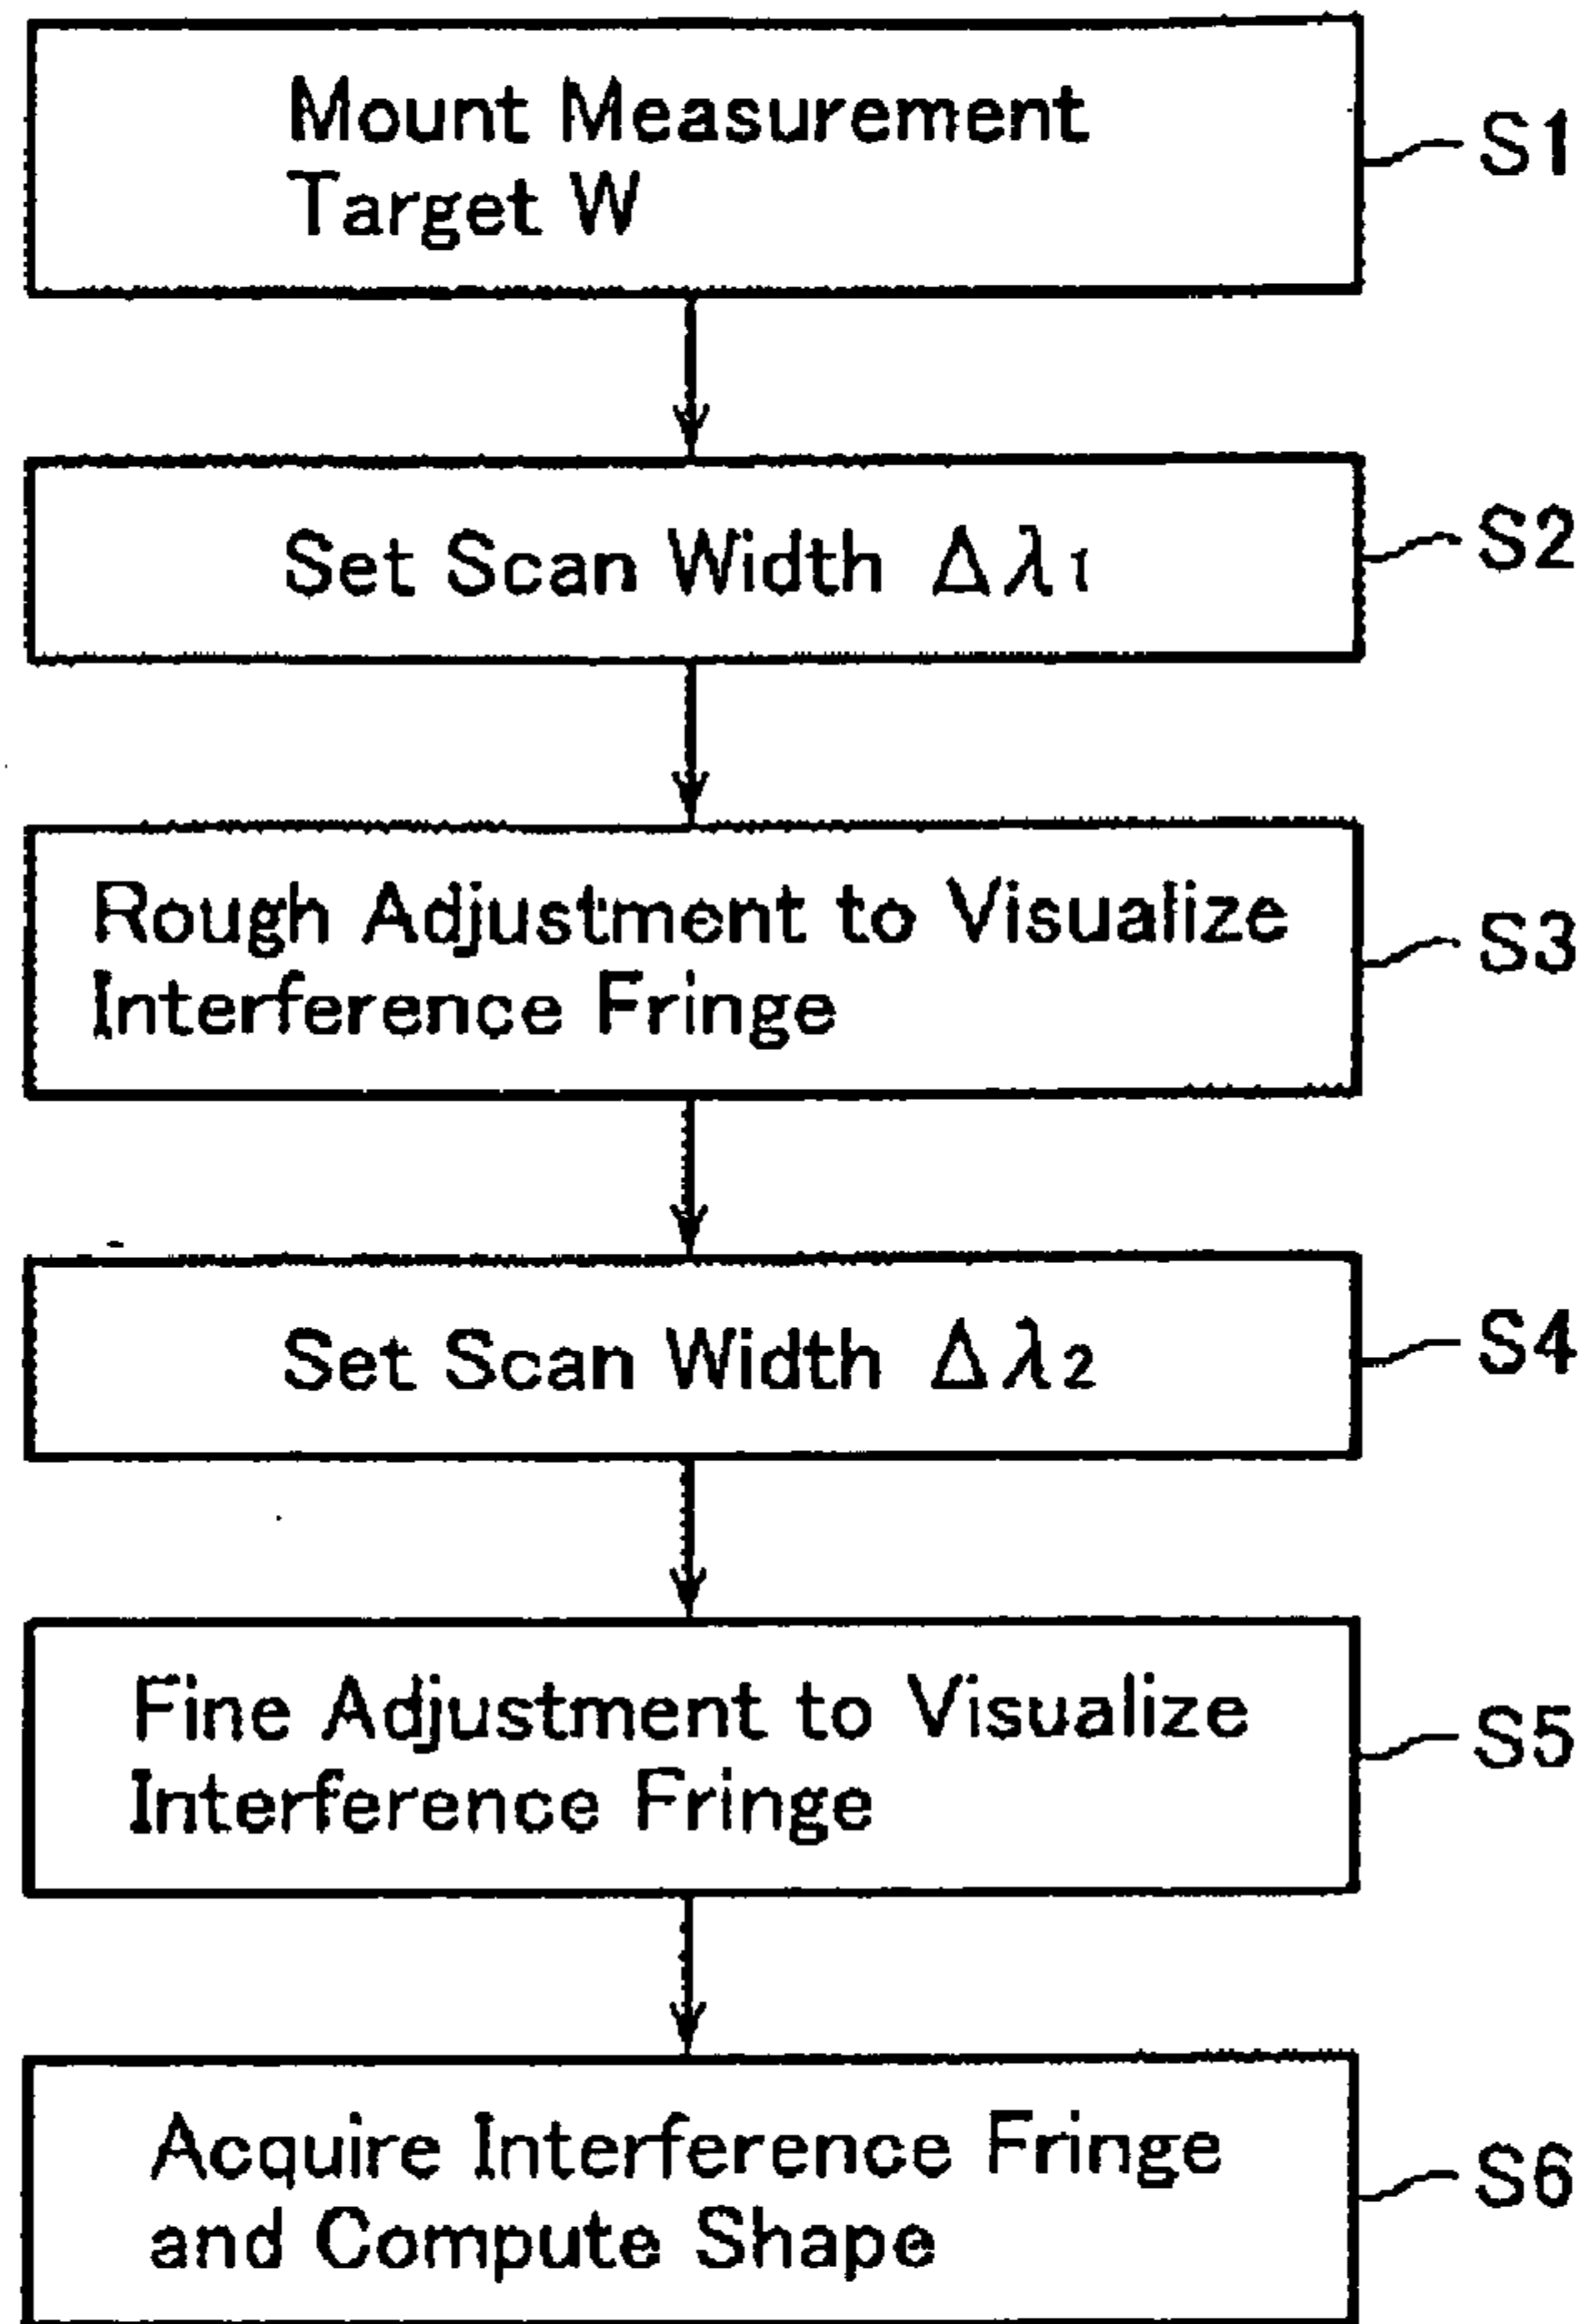 Mount Measurement
Target W
S1
Set Scan Width Δλ1
S2
Rough Adjustment to Visualize
Interference Fringe
S3
Set Scan Width Δλ2
S4
Fine Adjustment to Visualize
Interference Fringe
S5
Acquire Interference Fringe
and Compute Shape
S6